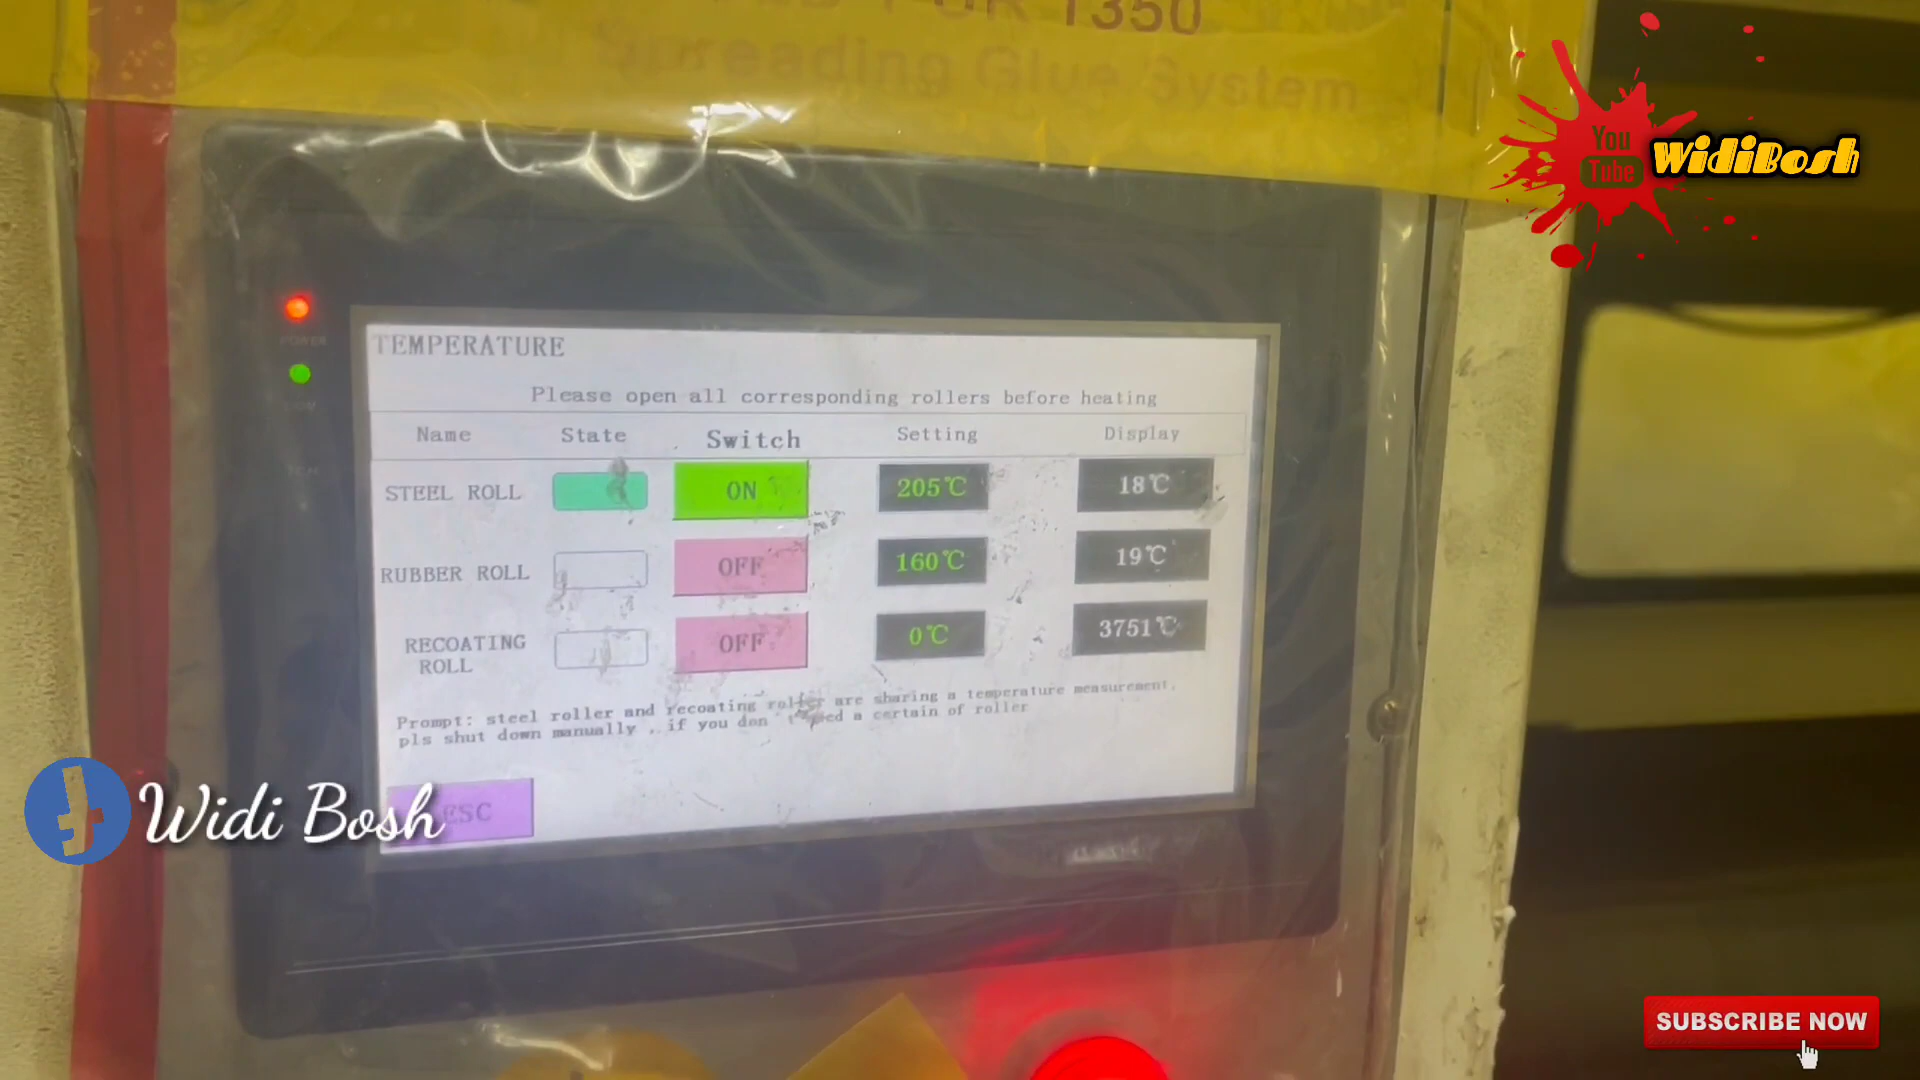 1350
Spreading Glue System
You
Tube
WidiBosh
POWER
TEMPERATURE
Please open all corresponding rollers before heating
Name State Switch Setting Display
STEEL ROLL ON 205℃ 18℃
RUBBER ROLL OFF 160℃ 19℃
RECOATING
ROLL
OFF 0℃ 3751℃
Prompt: steel roller and recoating roller are sharing a temperature measurement,
pls shut down manually , if you don't need a certain of roller
ESC
Widi Bosh
SUBSCRIBE NOW